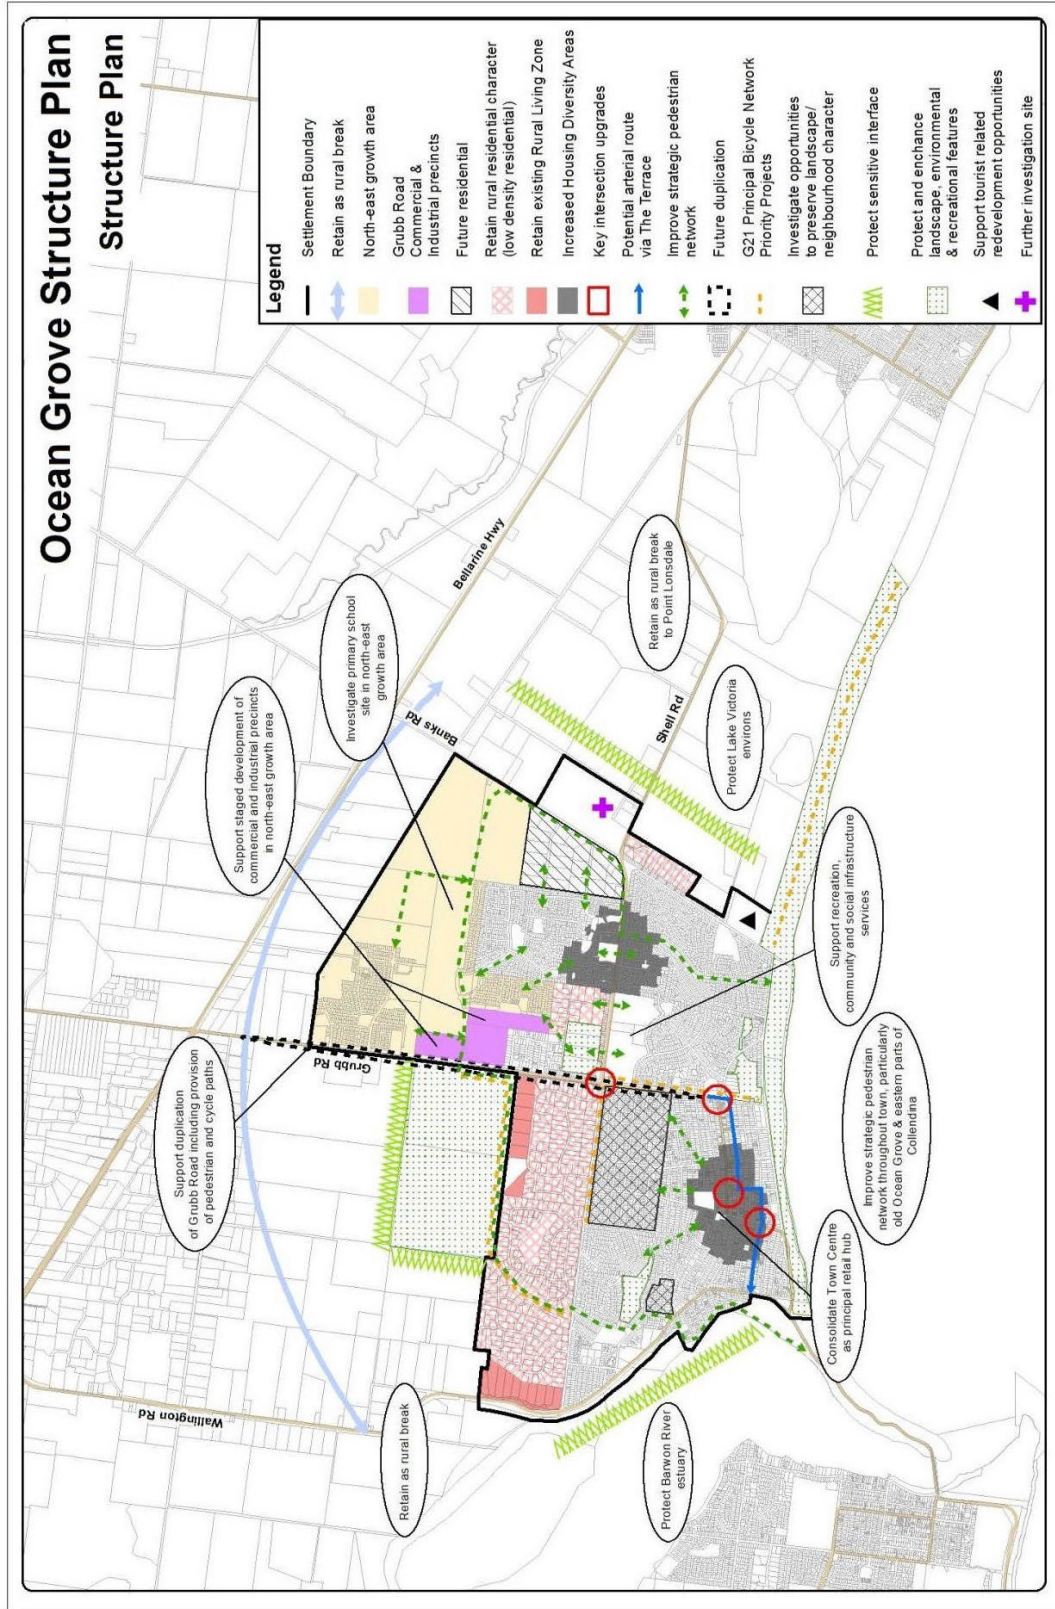 Ocean Grove Structure Plan
Structure Plan
Legend
Settlement Boundary
Retain as rural break
North-east growth area
Grubb Road
Commercial &
Industrial precincts
Future residential
Retain rural residential character
(low density residential)
Retain existing Rural Living Zone
Increased Housing Diversity Areas
Key intersection upgrades
Potential arterial route
via The Terrace
Improve strategic pedestrian
network
Future duplication
G21 Principal Bicycle Network
Priority Projects
Investigate opportunities
to preserve landscape/
neighbourhood character
Protect sensitive interface
Protect and enchance
landscape, environmental
& recreational features
Support tourist related
redevelopment opportunities
Further investigation site
Wallington Rd
Retain as rural break
Support duplication
of Grubb Road including provision
of pedestrian and cycle paths
Support staged development of
commercial and industrial precincts
in north-east growth area
Investigate primary school
site in north-east
growth area
Bellarine Hwy
Banks Rd
Grubb Rd
Shell Rd
Retain as rural break
to Point Lonsdale
Protect Lake Victoria
environs
Protect Barwon River
estuary
Consolidate Town Centre
as principal retail hub
Improve strategic pedestrian
network throughout town, particularly
old Ocean Grove & eastern parts of
Collendina
Support recreation,
community and social infrastructure
services